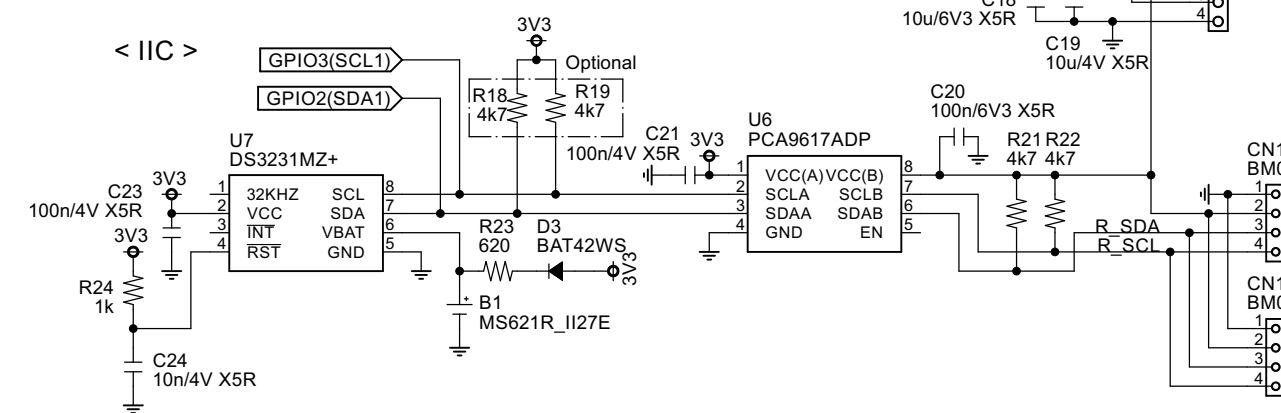 C18
10u/6V3 X5R
4
C19
10u/4V X5R
< IIC >
3V3
GPIO3(SCL1)
GPIO2(SDA1)
Optional
R18
4k7
R19
4k7
U7
DS3231MZ+
C21
100n/4V X5R
3V3
U6
PCA9617ADP
C20
100n/6V3 X5R
R21 R22
4k7 4k7
C23
100n/4V X5R
3V3
1 32KHZ SCL 8
2 VCC SDA 7
3 INT VBAT 6
4 RST GND 5
1 VCC(A) VCC(B) 8
2 SCLA SCLB 7
3 SDAA SDAB 6
4 GND EN 5
3V3
R24
1k
C24
10n/4V X5R
R23
620
D3
BAT42WS
3V3
+
B1
MS621R_II27E
R_SDA
R_SCL
CN1
BM0
1
2
3
4
CN1
BM0
1
2
3
4